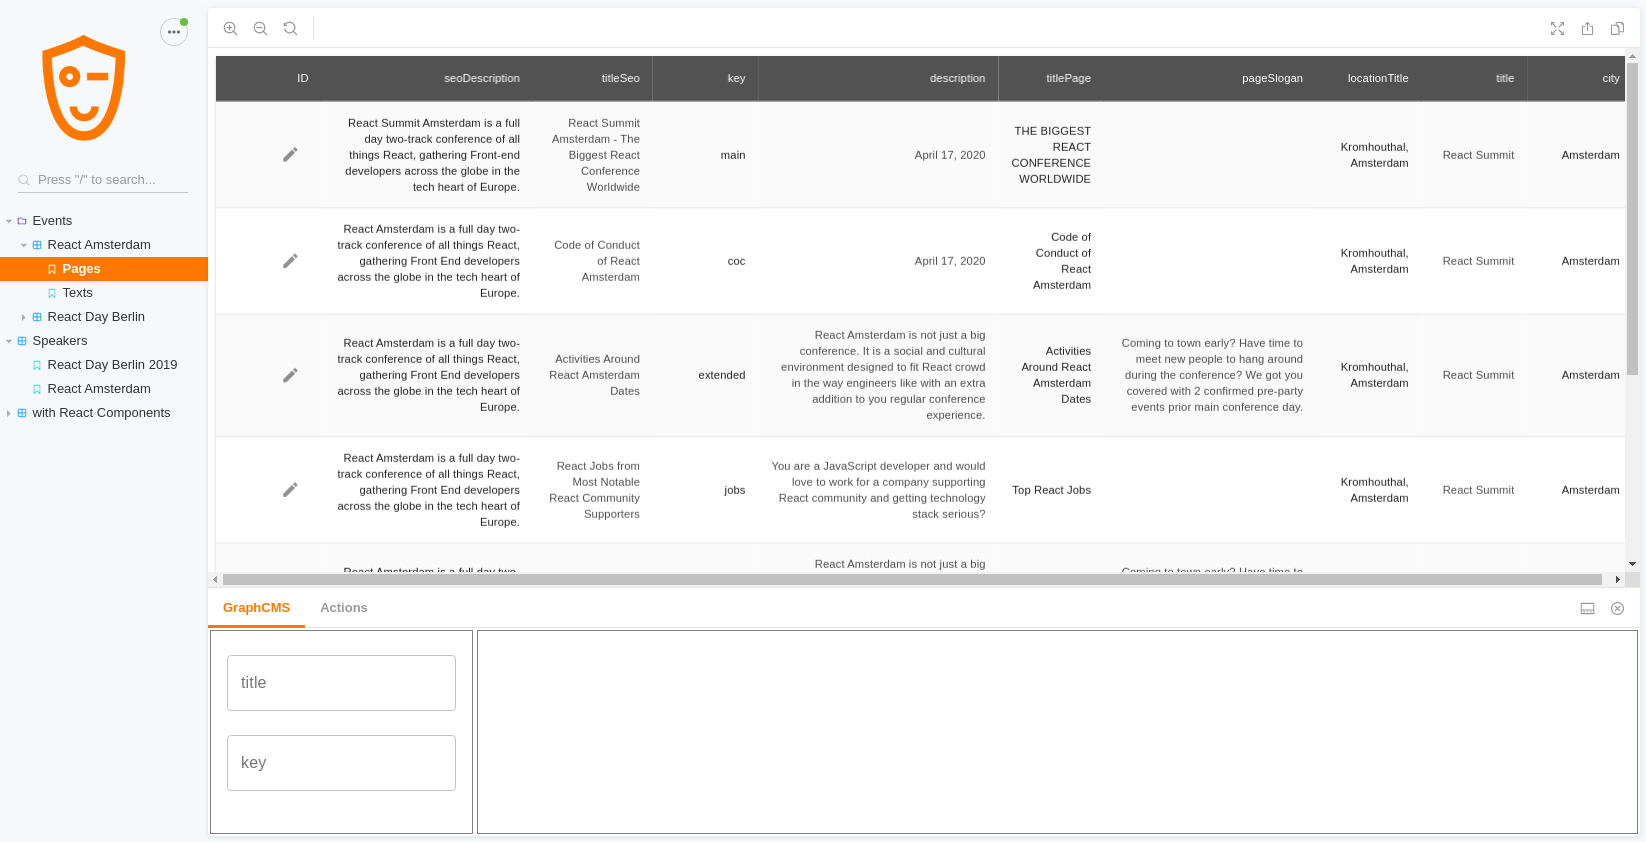 Press "/" to search...
Events
React Amsterdam
Pages
Texts
React Day Berlin
Speakers
React Day Berlin 2019
React Amsterdam
with React Components
ID seoDescription titleSeo key description titlePage pageSlogan locationTitle title city
React Summit Amsterdam is a full
day two-track conference of all
things React, gathering Front-end
developers across the globe in the
tech heart of Europe.
React Summit
Amsterdam - The
Biggest React
Conference
Worldwide
main
April 17, 2020
THE BIGGEST
REACT
CONFERENCE
WORLDWIDE
Kromhouthal,
Amsterdam
React Summit
Amsterdam
React Amsterdam is a full day two-
track conference of all things React,
gathering Front End developers
across the globe in the tech heart of
Europe.
Code of Conduct
of React
Amsterdam
coc
April 17, 2020
Code of
Conduct of
React
Amsterdam
Kromhouthal,
Amsterdam
React Summit
Amsterdam
React Amsterdam is a full day two-
track conference of all things React,
gathering Front End developers
across the globe in the tech heart of
Europe.
Activities Around
React Amsterdam
Dates
extended
React Amsterdam is not just a big
conference. It is a social and cultural
environment designed to fit React crowd
in the way engineers like with an extra
addition to you regular conference
experience.
Activities
Around React
Amsterdam
Dates
Coming to town early? Have time to
meet new people to hang around
during the conference? We got you
covered with 2 confirmed pre-party
events prior main conference day.
Kromhouthal,
Amsterdam
React Summit
Amsterdam
React Amsterdam is a full day two-
track conference of all things React,
gathering Front End developers
across the globe in the tech heart of
Europe.
React Jobs from
Most Notable
React Community
Supporters
jobs
You are a JavaScript developer and would
love to work for a company supporting
React community and getting technology
stack serious?
Top React Jobs
Kromhouthal,
Amsterdam
React Summit
Amsterdam
React Amsterdam is a full day two-
React Amsterdam is not just a big
Coming to town early? Have time to
GraphCMS Actions
title
key